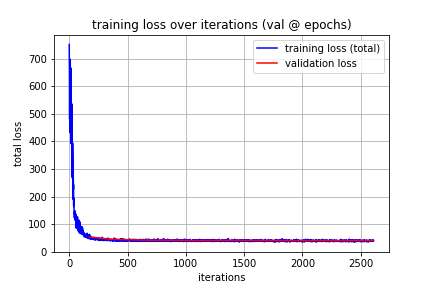 training loss over iterations (val @ epochs)
training loss (total)
validation loss
total loss
700
600
500
400
300
200
100
0
0
500
1000
1500
2000
2500
iterations